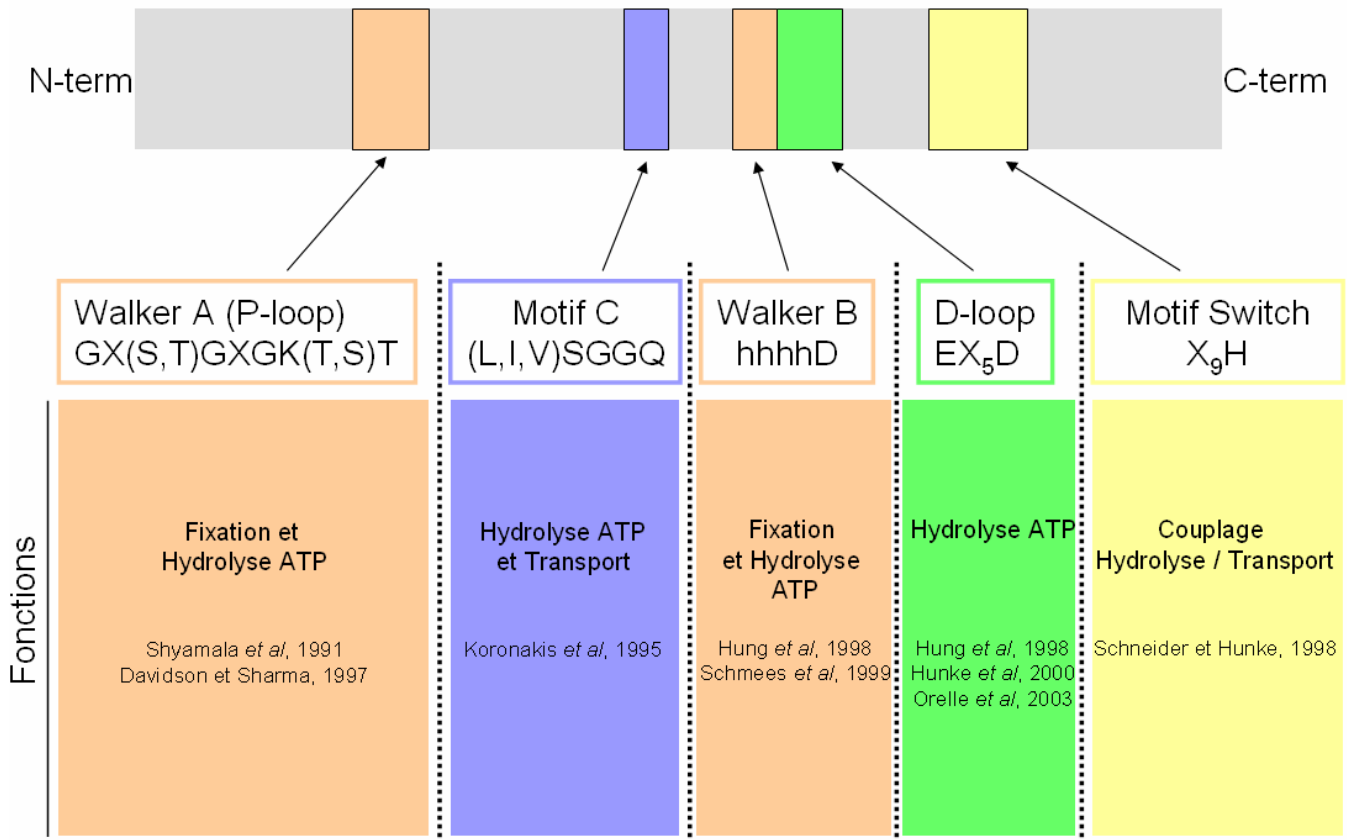 N-term
C-term
Walker A (P-loop)
GX(S,T)GXGK(T,S)T
Motif C
(L,I,V)SGGQ
Walker B
hhhhD
D-loop
EX₅D
Motif Switch
X₉H
Fonctions
Fixation et
Hydrolyse ATP
Shyamala et al, 1991
Davidson et Sharma, 1997
Hydrolyse ATP
et Transport
Koronakis et al, 1995
Fixation
et Hydrolyse
ATP
Hung et al, 1998
Schmees et al, 1999
Hydrolyse ATP
Hung et al, 1998
Hunke et al, 2000
Orelle et al, 2003
Couplage
Hydrolyse / Transport
Schneider et Hunke, 1998